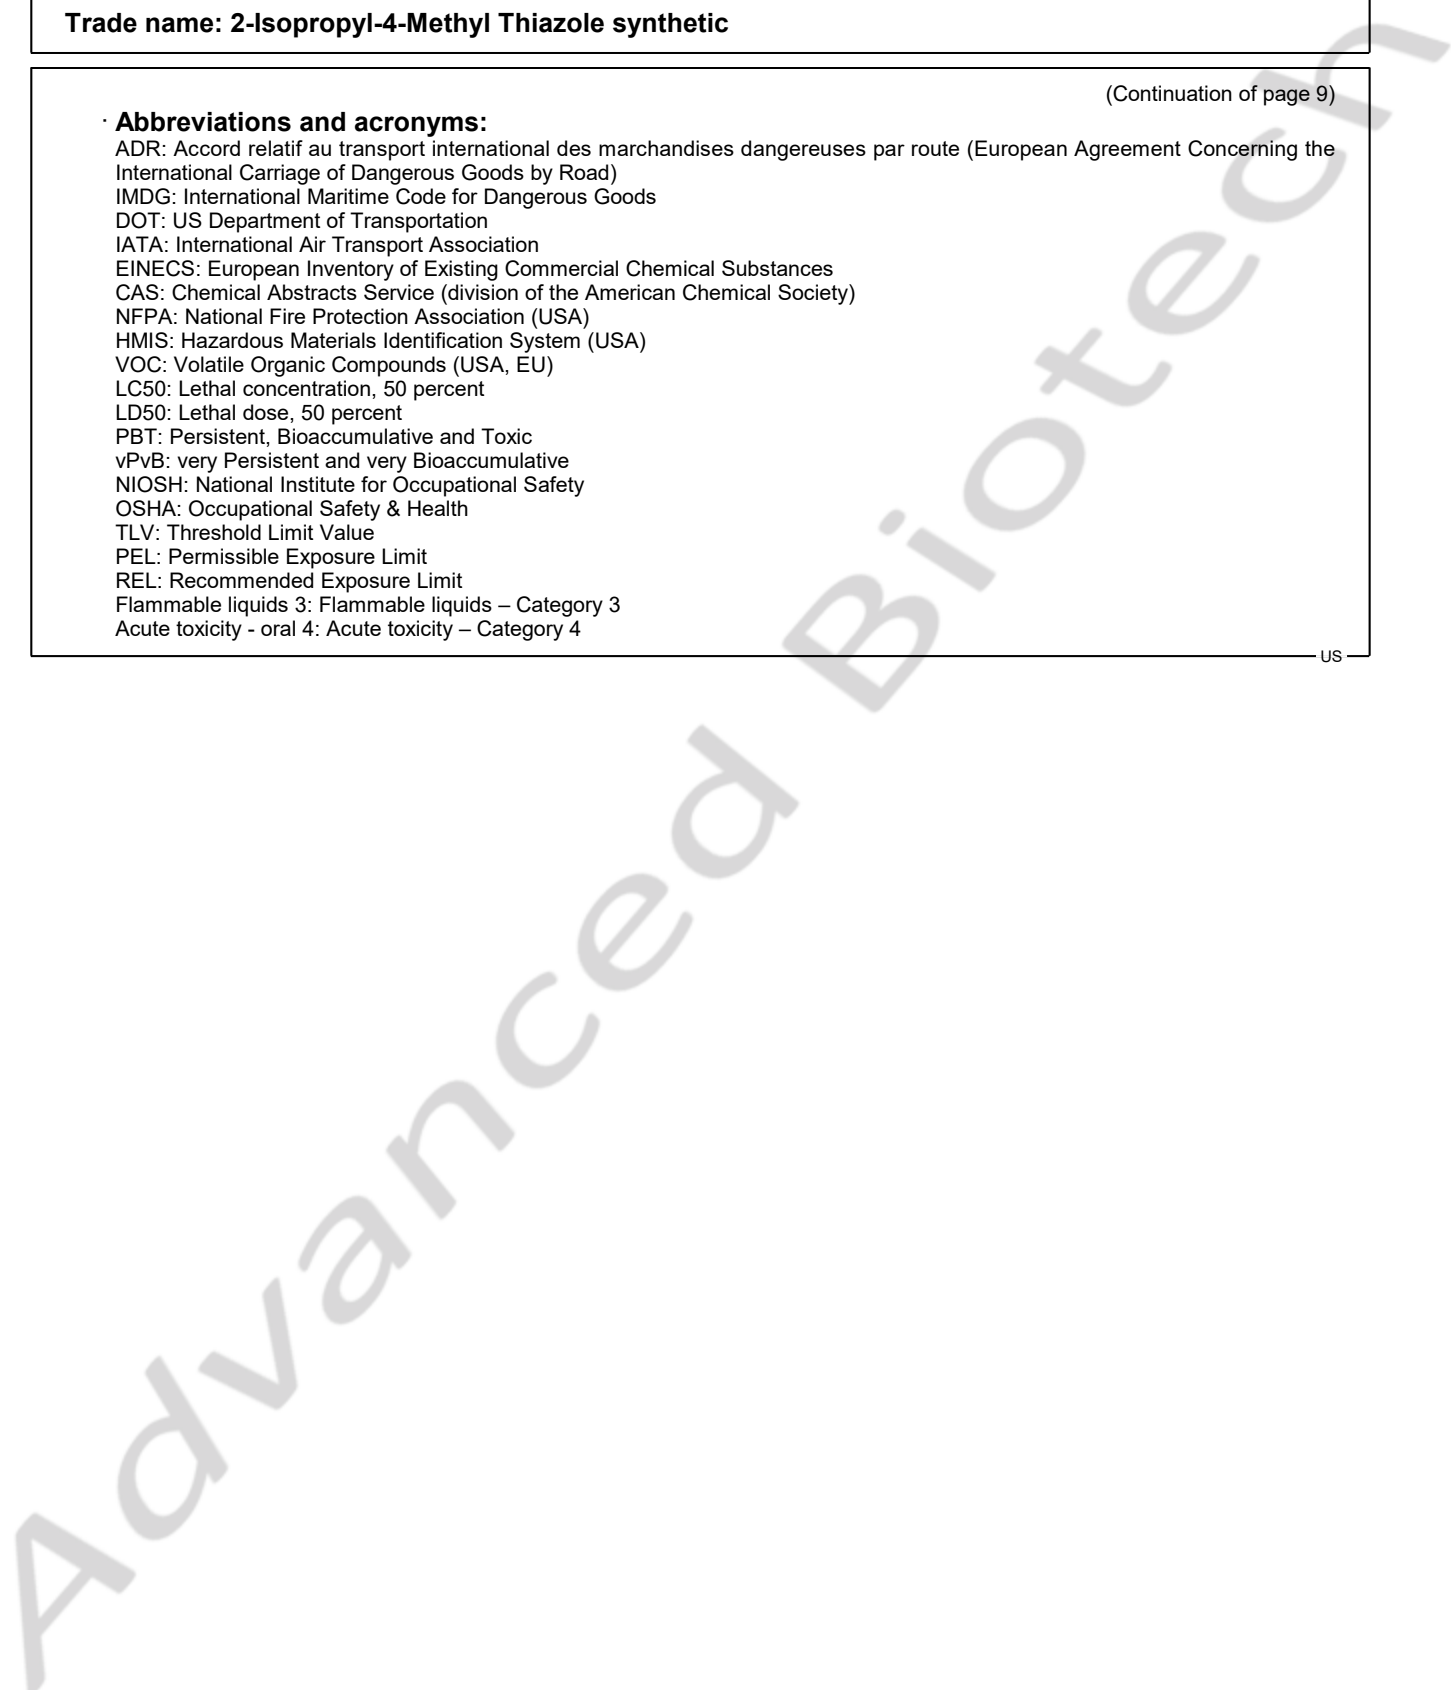 Trade name: 2-Isopropyl-4-Methyl Thiazole synthetic
(Continuation of page 9)
· Abbreviations and acronyms:
ADR: Accord relatif au transport international des marchandises dangereuses par route (European Agreement Concerning the
International Carriage of Dangerous Goods by Road)
IMDG: International Maritime Code for Dangerous Goods
DOT: US Department of Transportation
IATA: International Air Transport Association
EINECS: European Inventory of Existing Commercial Chemical Substances
CAS: Chemical Abstracts Service (division of the American Chemical Society)
NFPA: National Fire Protection Association (USA)
HMIS: Hazardous Materials Identification System (USA)
VOC: Volatile Organic Compounds (USA, EU)
LC50: Lethal concentration, 50 percent
LD50: Lethal dose, 50 percent
PBT: Persistent, Bioaccumulative and Toxic
vPvB: very Persistent and very Bioaccumulative
NIOSH: National Institute for Occupational Safety
OSHA: Occupational Safety & Health
TLV: Threshold Limit Value
PEL: Permissible Exposure Limit
REL: Recommended Exposure Limit
Flammable liquids 3: Flammable liquids – Category 3
Acute toxicity - oral 4: Acute toxicity – Category 4
US
Advanced Biotech